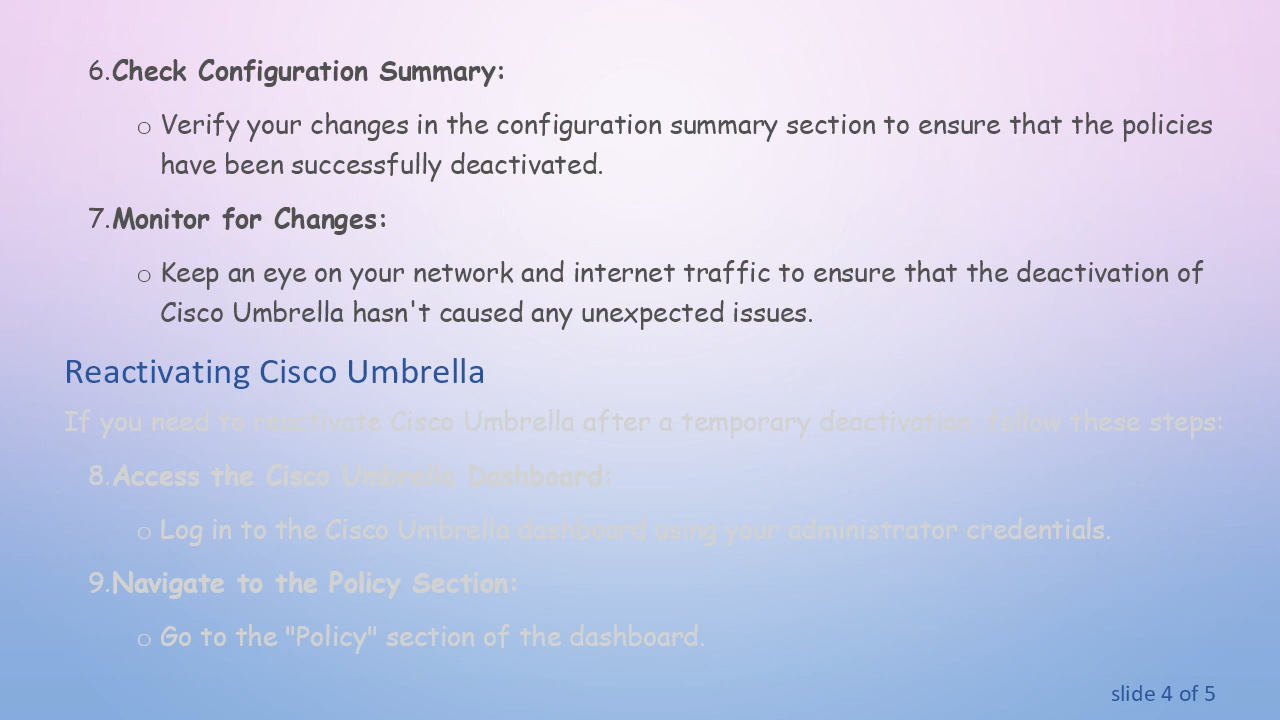 6.Check Configuration Summary:
o Verify your changes in the configuration summary section to ensure that the policies
have been successfully deactivated.
7.Monitor for Changes:
o Keep an eye on your network and internet traffic to ensure that the deactivation of
Cisco Umbrella hasn't caused any unexpected issues.
Reactivating Cisco Umbrella
If you need to reactivate Cisco Umbrella after a temporary deactivation, follow these steps:
8.Access the Cisco Umbrella Dashboard:
o Log in to the Cisco Umbrella dashboard using your administrator credentials.
9.Navigate to the Policy Section:
o Go to the "Policy" section of the dashboard.
slide 4 of 5